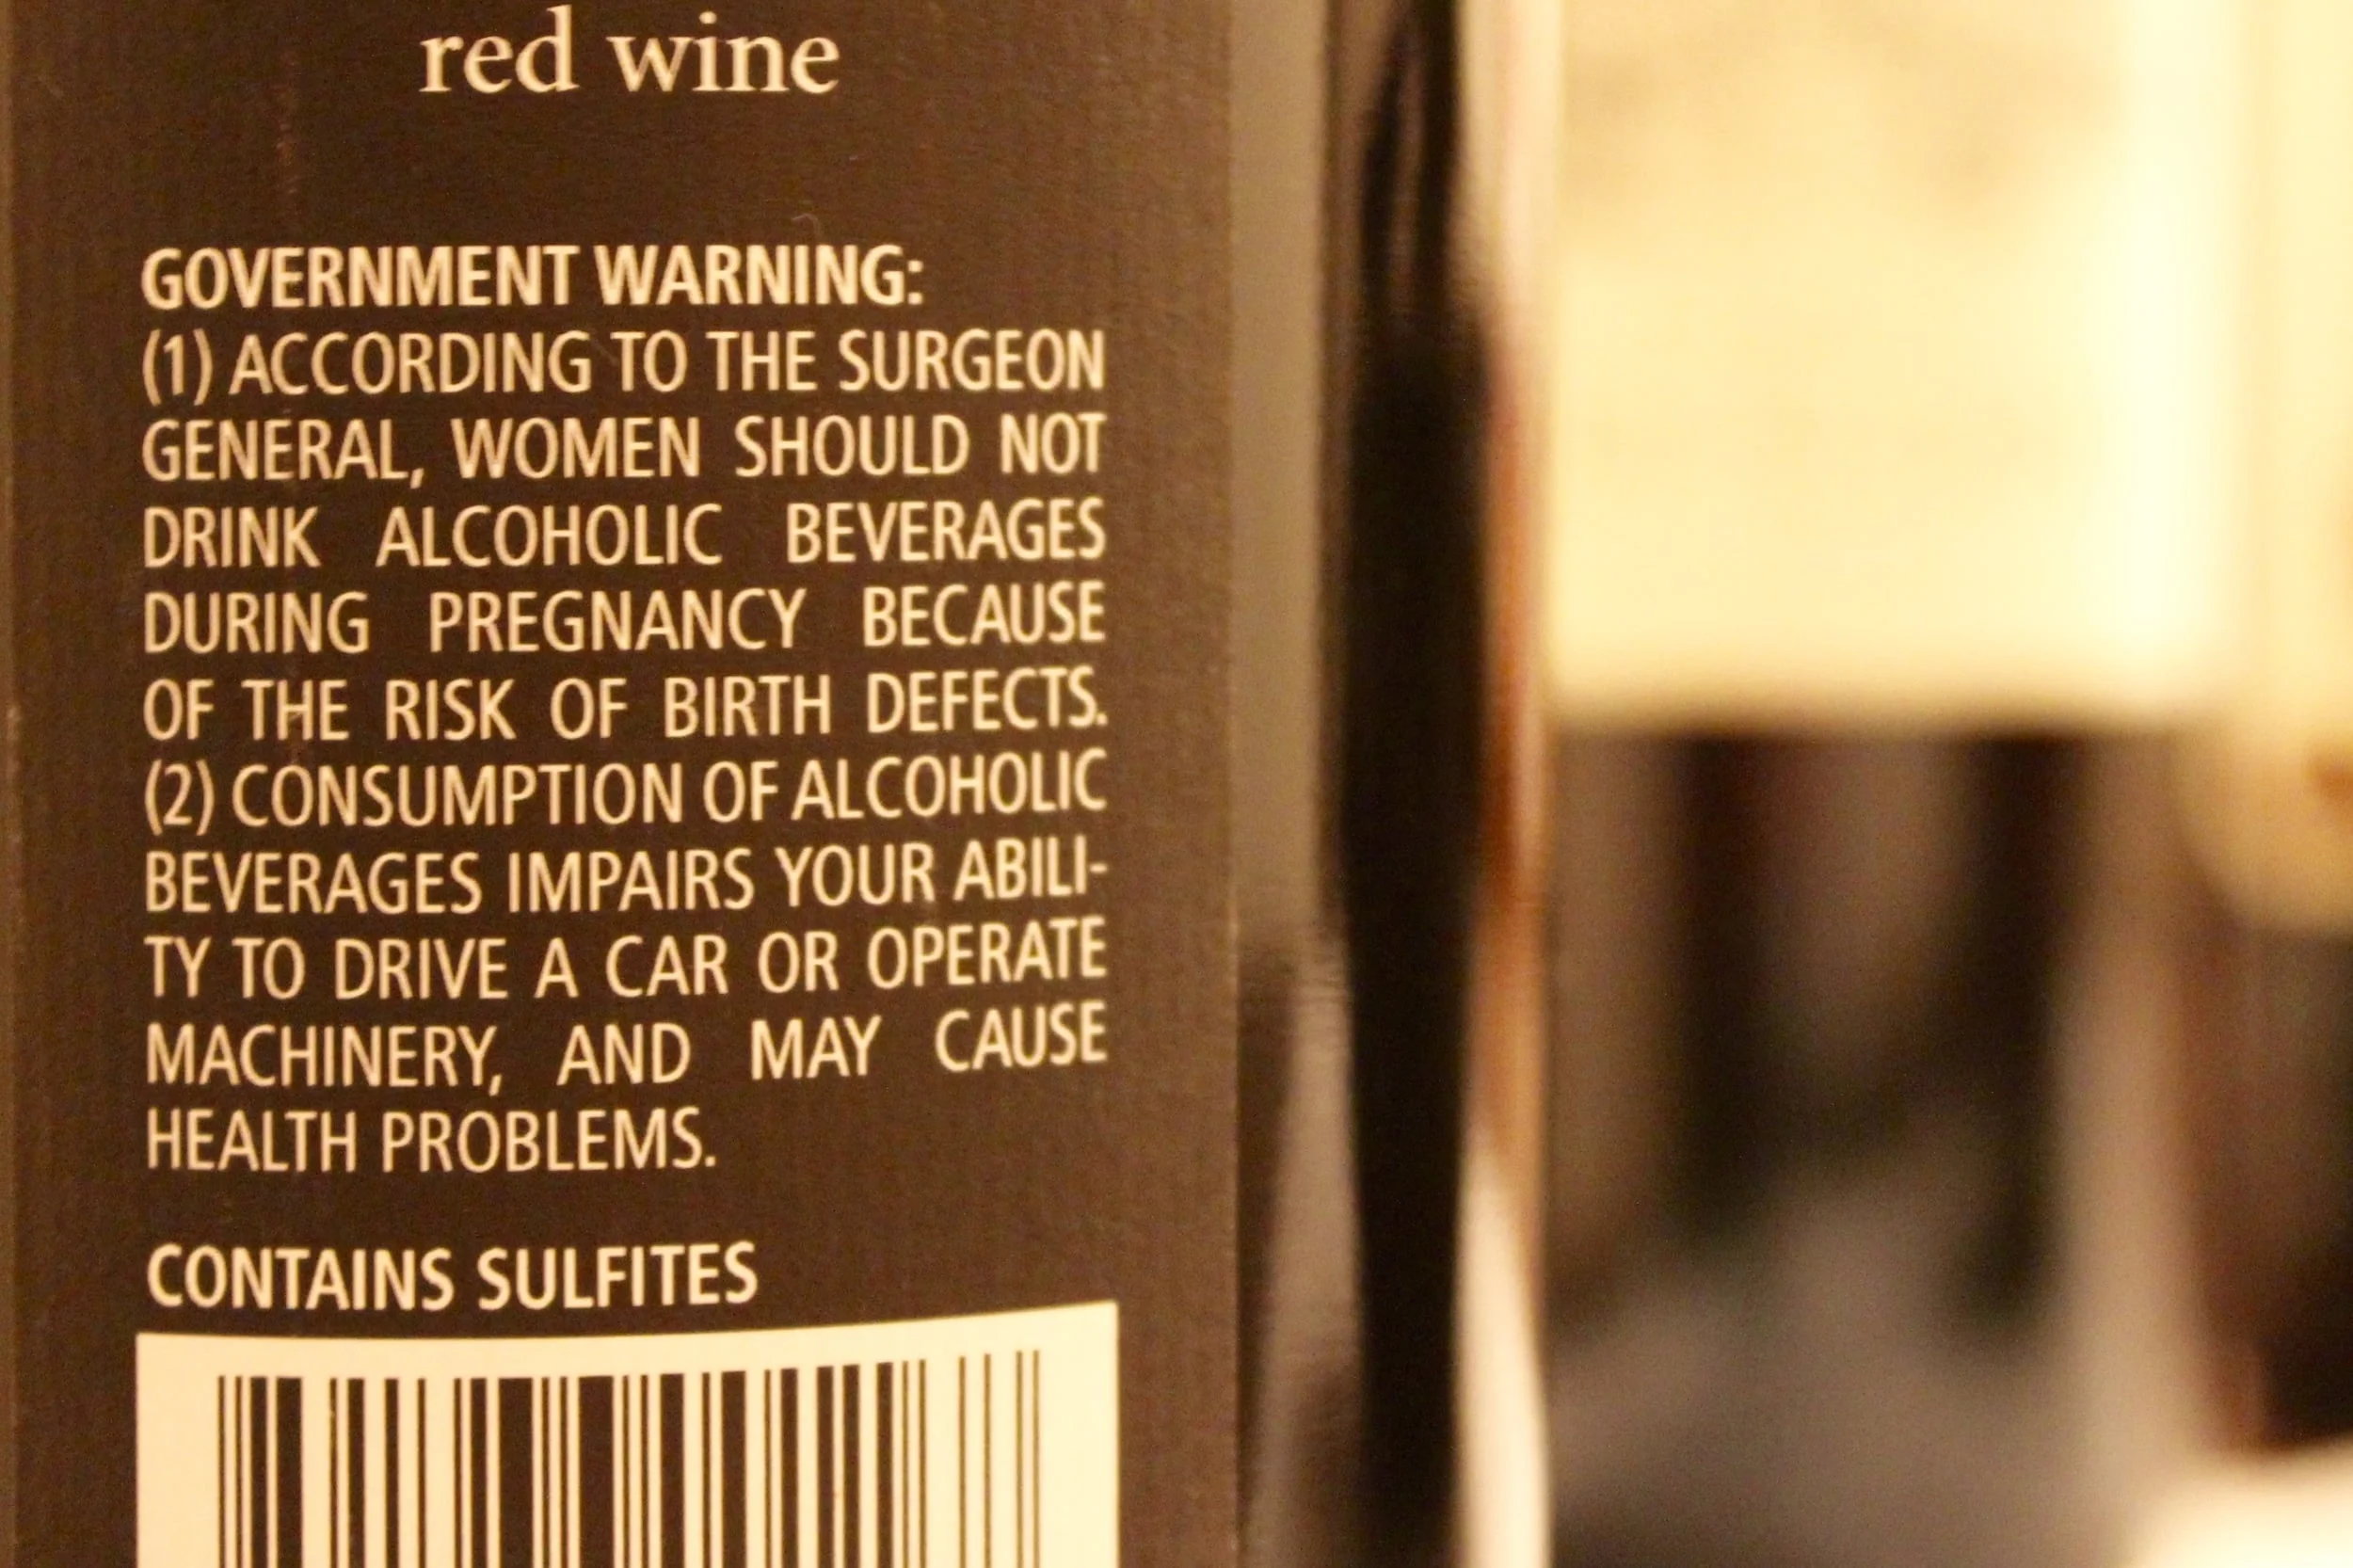 red wine
GOVERNMENT WARNING:
(1) ACCORDING TO THE SURGEON
GENERAL, WOMEN SHOULD NOT
DRINK ALCOHOLIC BEVERAGES
DURING PREGNANCY BECAUSE
OF THE RISK OF BIRTH DEFECTS.
(2) CONSUMPTION OF ALCOHOLIC
BEVERAGES IMPAIRS YOUR ABILI-
TY TO DRIVE A CAR OR OPERATE
MACHINERY, AND MAY CAUSE
HEALTH PROBLEMS.
CONTAINS SULFITES